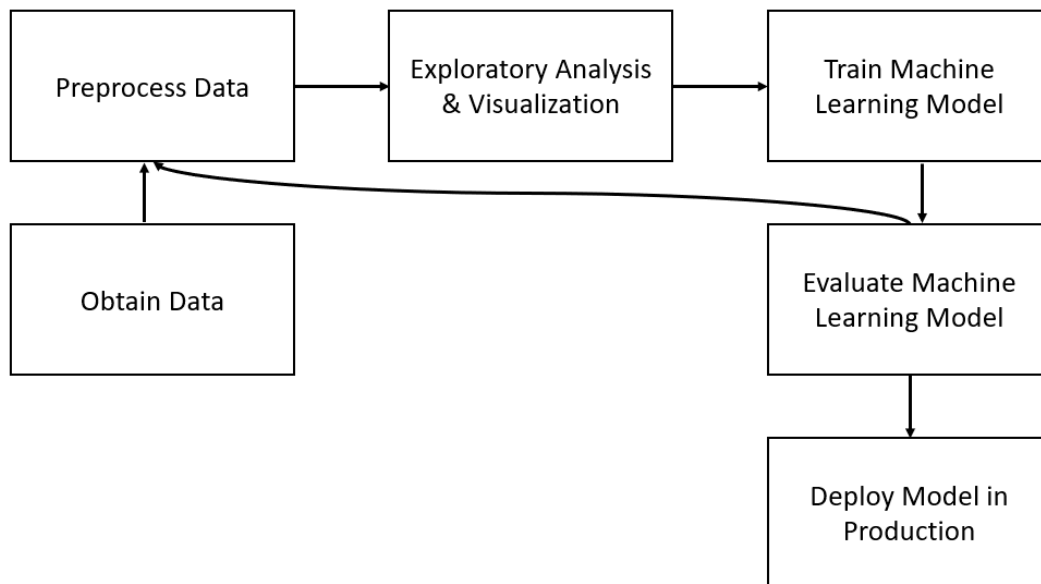 Preprocess Data
Exploratory Analysis
& Visualization
Train Machine
Learning Model
Obtain Data
Evaluate Machine
Learning Model
Deploy Model in
Production